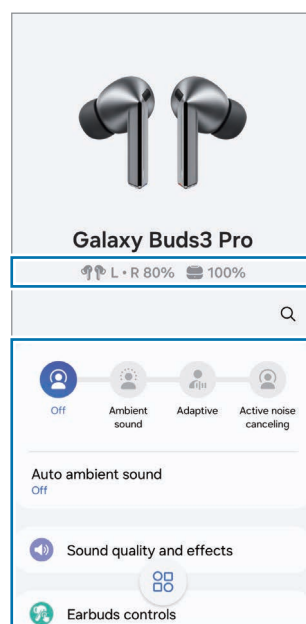 Galaxy Buds3 Pro
L • R 80% 100%
Off Ambient sound Adaptive Active noise canceling
Auto ambient sound
Off
Sound quality and effects
Earbuds controls